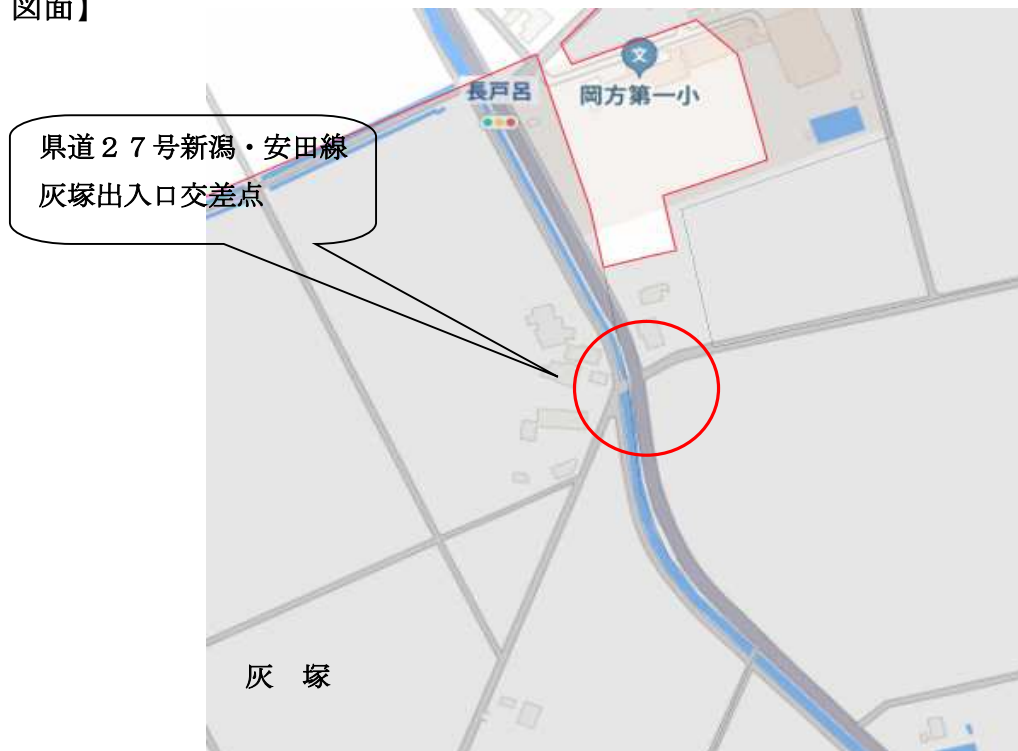 図面】
長戸呂
文
岡方第一小
県道２７号新潟・安田線
灰塚出入口交差点
灰　塚